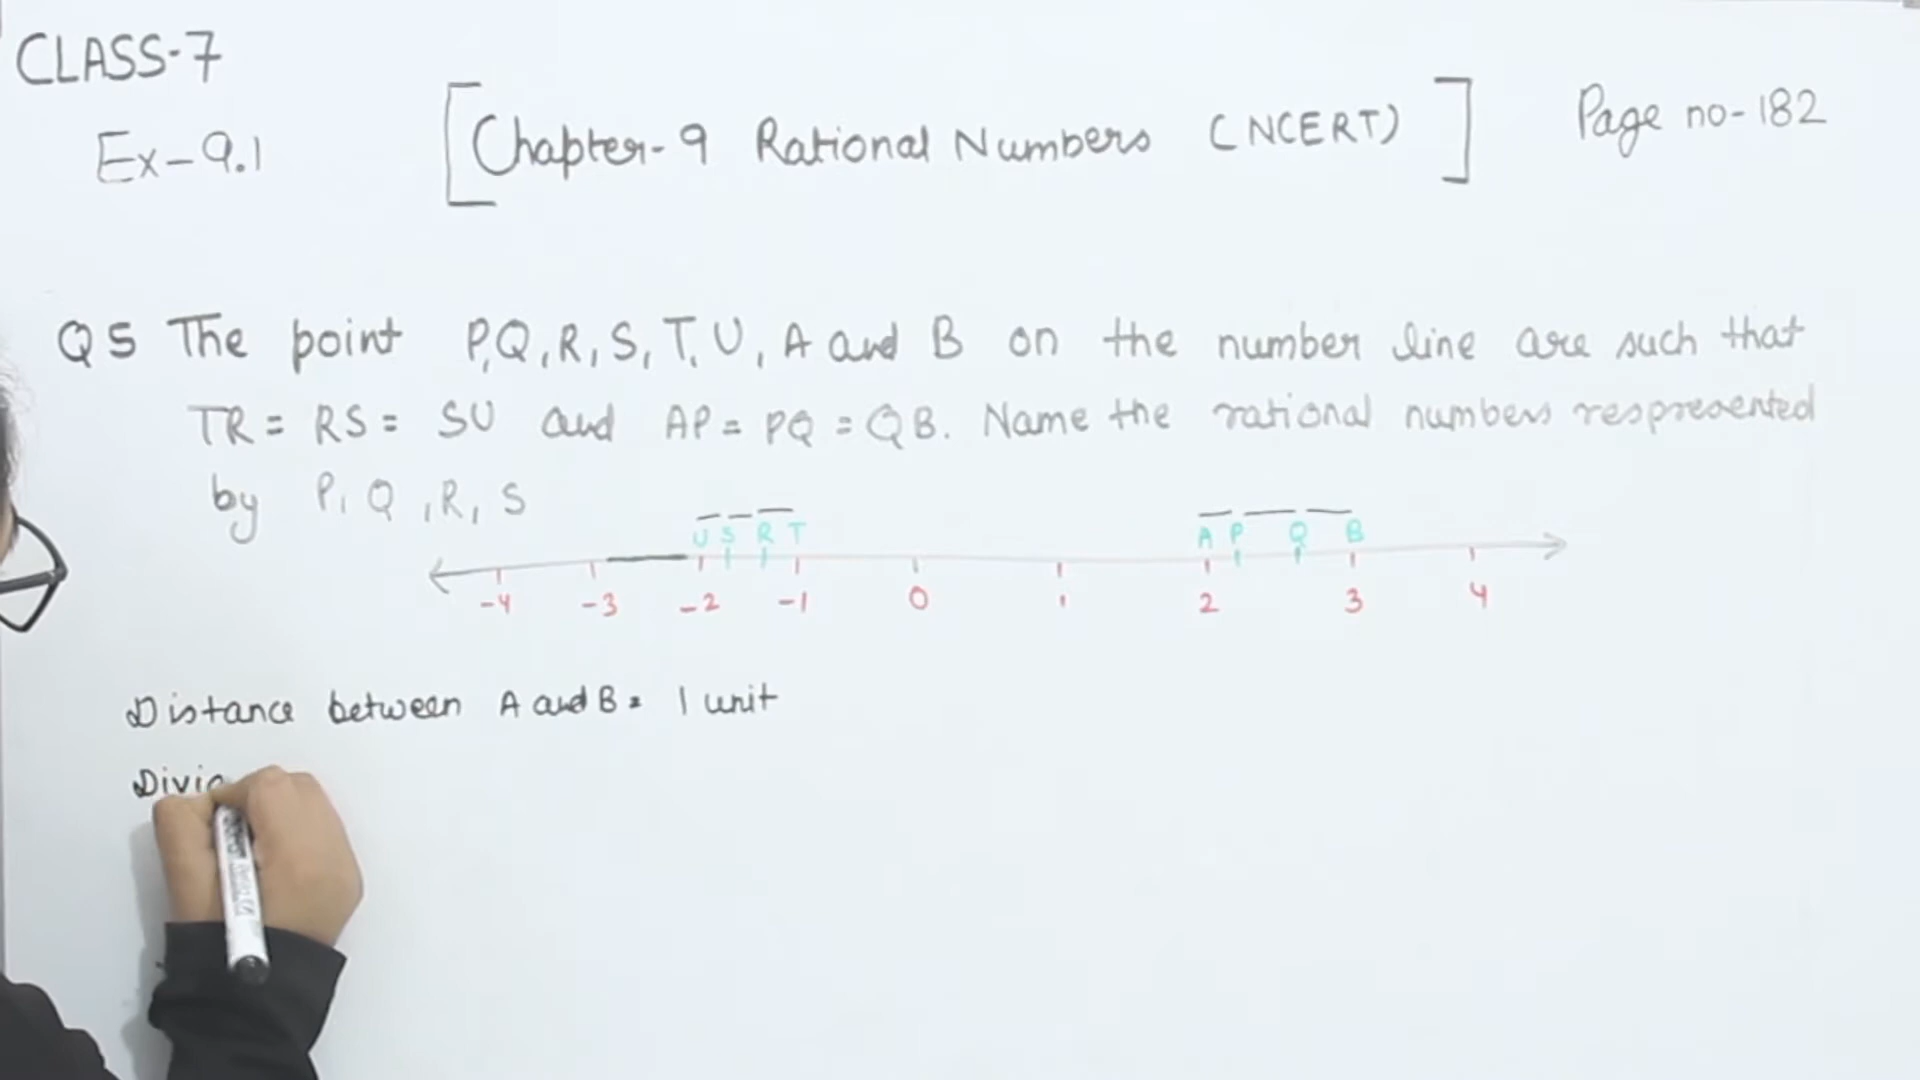 CLASS-7
Ex-9.1
[Chapter-9 Rational Numbers (NCERT)]
Page no-182
Q5 The point P,Q,R,S,T,U,A and B on the number line are such that
TR = RS = SU and AP = PQ = QB. Name the rational numbers respresented
by P, Q, R, S
U S R T A P Q B
-4 -3 -2 -1 0 1 2 3 4
Distance between A and B = 1 unit